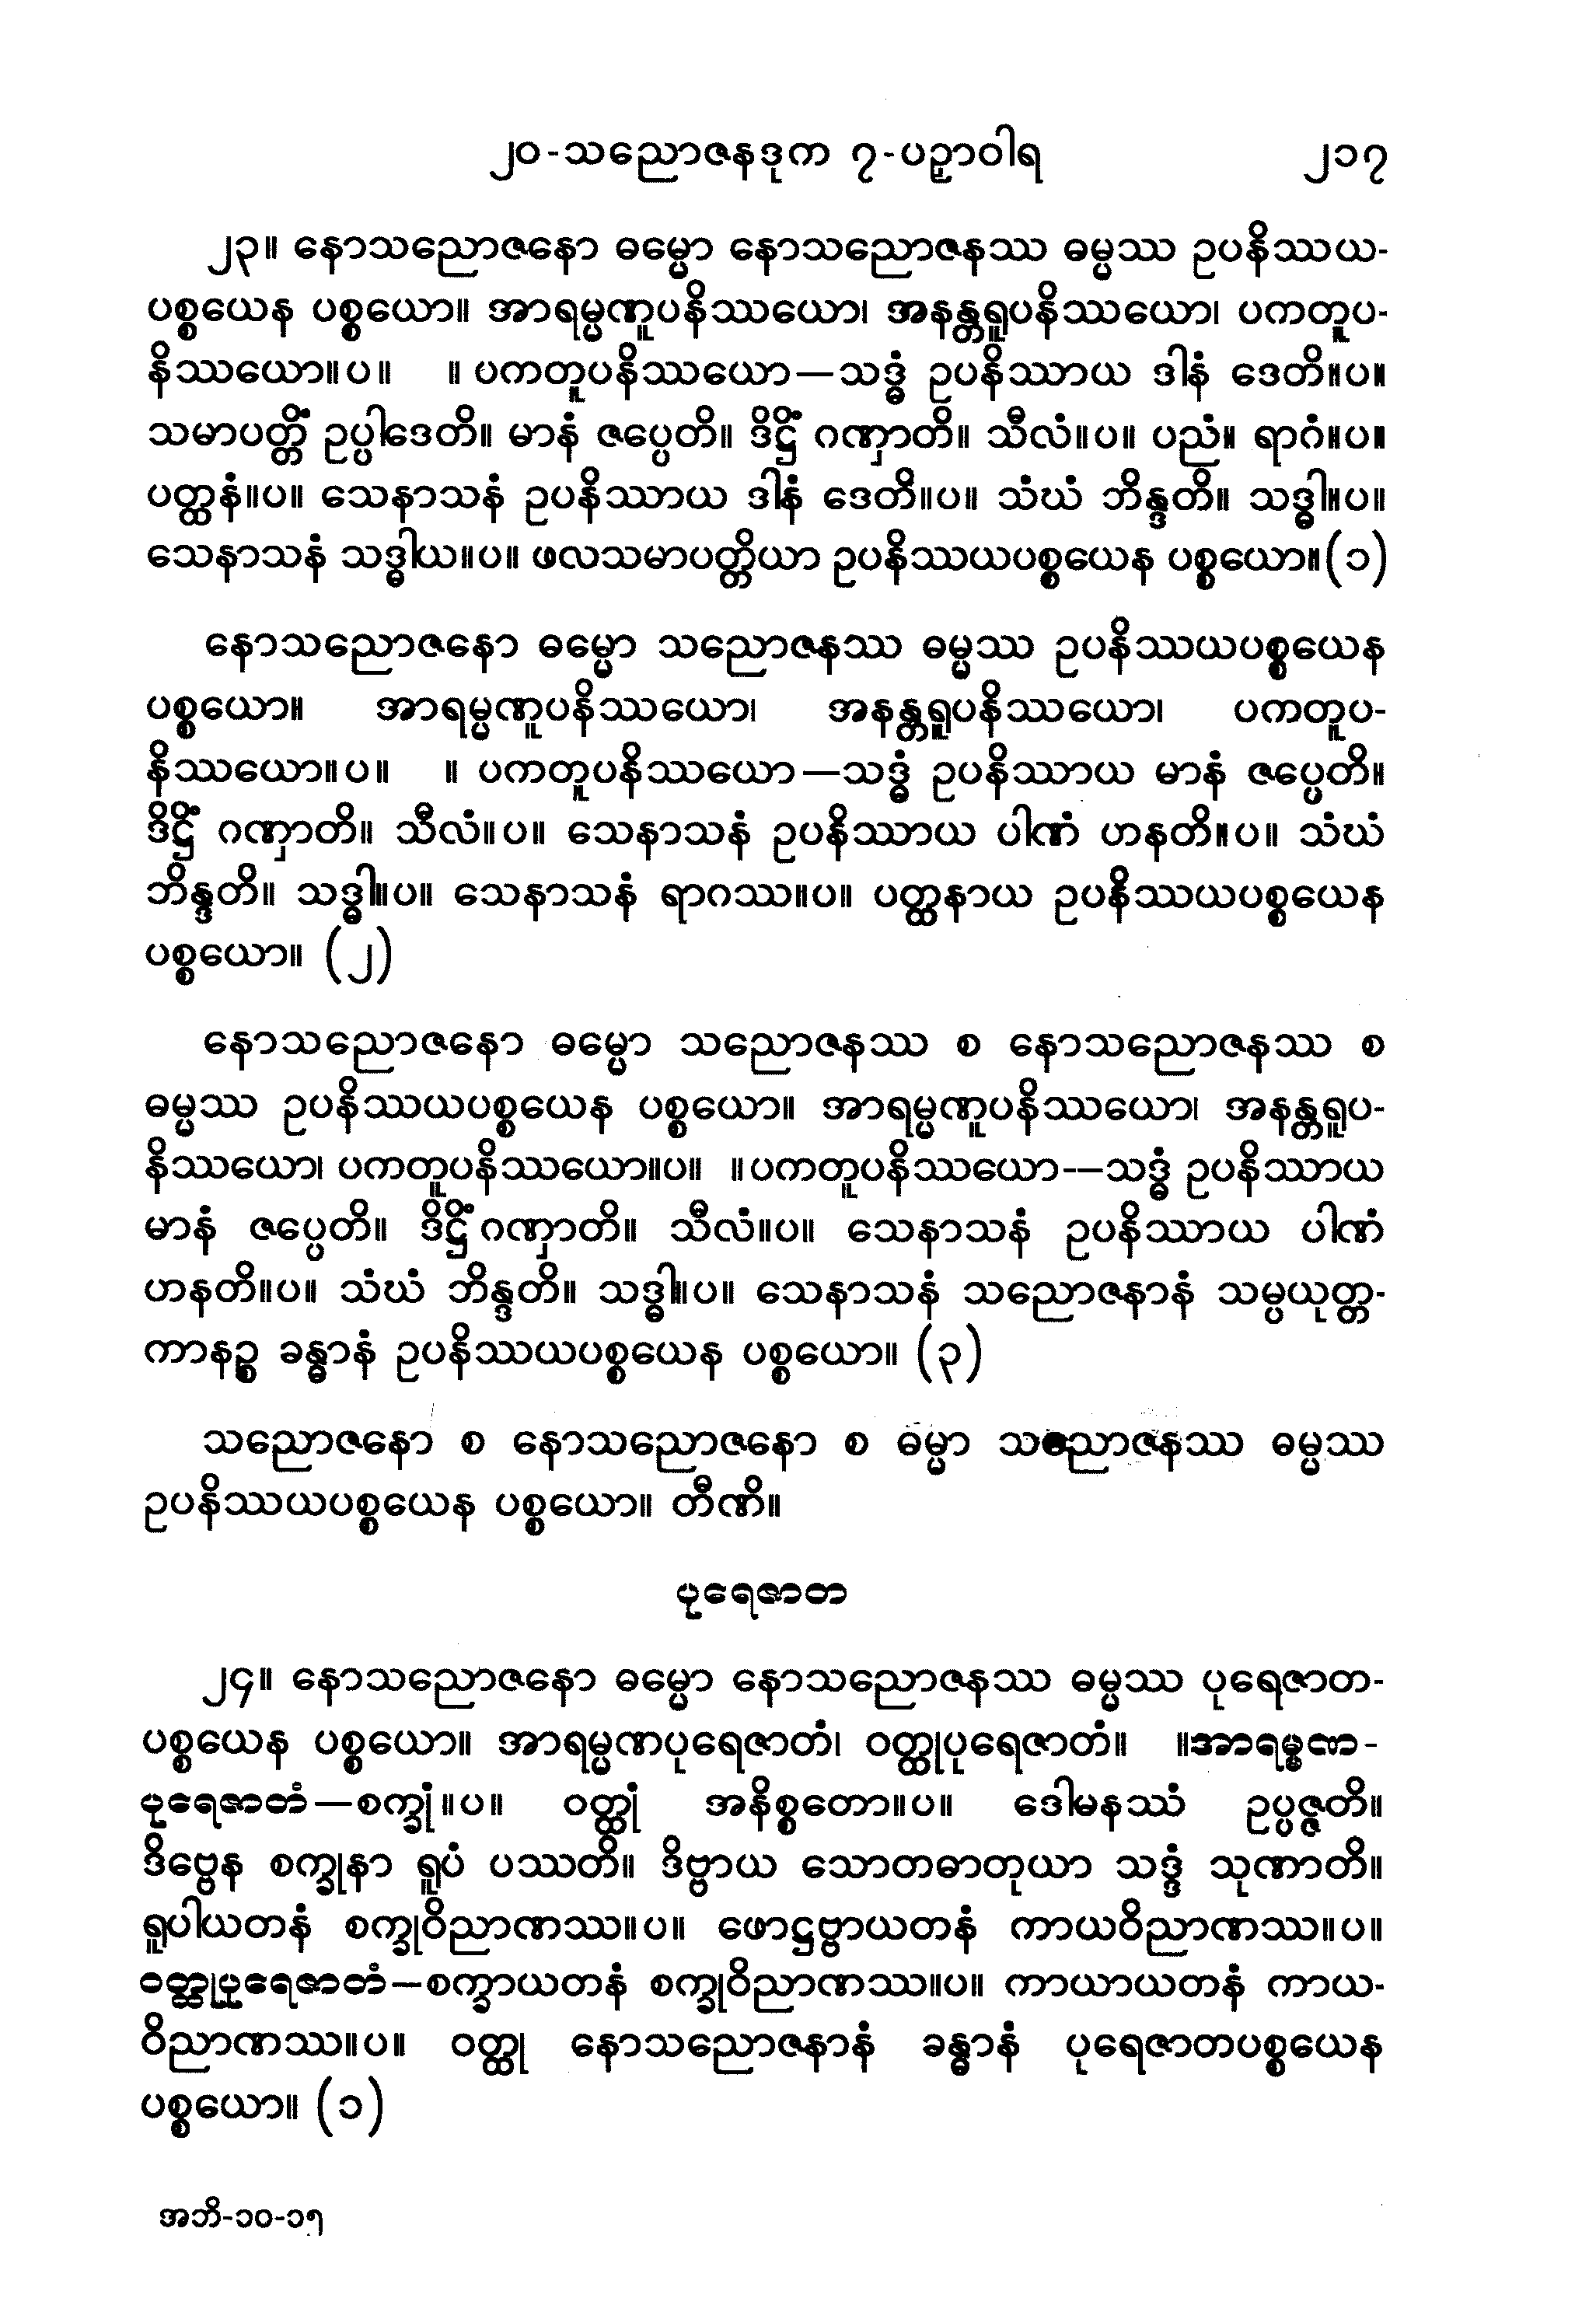 ၂၀-သညောဇနဒုက ၇-ပဉှာဝါရ ၂၁၇
၂၃။ နောသညောဇနော ဓမ္မော နောသညောဇနဿ ဓမ္မဿ ဥပနိဿယ-
ပစ္စယေန ပစ္စယော။ အာရမ္မဏူပနိဿယော၊ အနန္တရူပနိဿယော၊ ပကတူပ-
နိဿယော။ပ။ ။ ပကတူပနိဿယော—သဒ္ဓံ ဥပနိဿာယ ဒါနံ ဒေတိ။ပ။
သမာပတ္တိံ ဥပ္ပါဒေတိ။ မာနံ ဇပ္ပေတိ။ ဒိဋ္ဌိံ ဂဏှာတိ။ သီလံ။ပ။ ပညံ။ ရာဂံ။ပ။
ပတ္ထနံ။ပ။ သေနာသနံ ဥပနိဿာယ ဒါနံ ဒေတိ။ပ။ သံဃံ ဘိန္ဒတိ။ သဒ္ဓါ။ပ။
သေနာသနံ သဒ္ဓါယ။ပ။ ဖလသမာပတ္တိယာ ဥပနိဿယပစ္စယေန ပစ္စယော။(၁)
နောသညောဇနော ဓမ္မော သညောဇနဿ ဓမ္မဿ ဥပနိဿယပစ္စယေန
ပစ္စယော။ အာရမ္မဏူပနိဿယော၊ အနန္တရူပနိဿယော၊ ပကတူပ-
နိဿယော။ပ။ ။ ပကတူပနိဿယော—သဒ္ဓံ ဥပနိဿာယ မာနံ ဇပ္ပေတိ။
ဒိဋ္ဌိံ ဂဏှာတိ။ သီလံ။ပ။ သေနာသနံ ဥပနိဿာယ ပါဏံ ဟနတိ။ပ။ သံဃံ
ဘိန္ဒတိ။ သဒ္ဓါ။ပ။ သေနာသနံ ရာဂဿ။ပ။ ပတ္ထနာယ ဥပနိဿယပစ္စယေန
ပစ္စယော။ (၂)
နောသညောဇနော ဓမ္မော သညောဇနဿ စ နောသညောဇနဿ စ
ဓမ္မဿ ဥပနိဿယပစ္စယေန ပစ္စယော။ အာရမ္မဏူပနိဿယော၊ အနန္တရူပ-
နိဿယော၊ ပကတူပနိဿယော။ပ။ ။ပကတူပနိဿယော—သဒ္ဓံ ဥပနိဿာယ
မာနံ ဇပ္ပေတိ။ ဒိဋ္ဌိံ ဂဏှာတိ။ သီလံ။ပ။ သေနာသနံ ဥပနိဿာယ ပါဏံ
ဟနတိ။ပ။ သံဃံ ဘိန္ဒတိ။ သဒ္ဓါ။ပ။ သေနာသနံ သညောဇနာနံ သမ္ပယုတ္တ-
ကာနဉ္စ ခန္ဓာနံ ဥပနိဿယပစ္စယေန ပစ္စယော။ (၃)
သညောဇနော စ နောသညောဇနော စ ဓမ္မာ သညောဇနဿ ဓမ္မဿ
ဥပနိဿယပစ္စယေန ပစ္စယော။ တီဏိ။
ပုရေဇာတ
၂၄။ နောသညောဇနော ဓမ္မော နောသညောဇနဿ ဓမ္မဿ ပုရေဇာတ-
ပစ္စယေန ပစ္စယော။ အာရမ္မဏပုရေဇာတံ၊ ဝတ္ထုပုရေဇာတံ။ ။အာရမ္မဏ-
ပုရေဇာတံ—စက္ခုံ။ပ။ ဝတ္ထုံ အနိစ္စတော။ပ။ ဒေါမနဿံ ဥပ္ပဇ္ဇတိ။
ဒိဗ္ဗေန စက္ခုနာ ရူပံ ပဿတိ။ ဒိဗ္ဗာယ သောတဓာတုယာ သဒ္ဒံ သုဏာတိ။
ရူပါယတနံ စက္ခုဝိညာဏဿ။ပ။ ဖောဋ္ဌဗ္ဗာယတနံ ကာယဝိညာဏဿ။ပ။
ဝတ္ထုပုရေဇာတံ—စက္ခာယတနံ စက္ခုဝိညာဏဿ။ပ။ ကာယာယတနံ ကာယ-
ဝိညာဏဿ။ပ။ ဝတ္ထု နောသညောဇနာနံ ခန္ဓာနံ ပုရေဇာတပစ္စယေန
ပစ္စယော။ (၁)
အဘိ-၁၀-၁၅